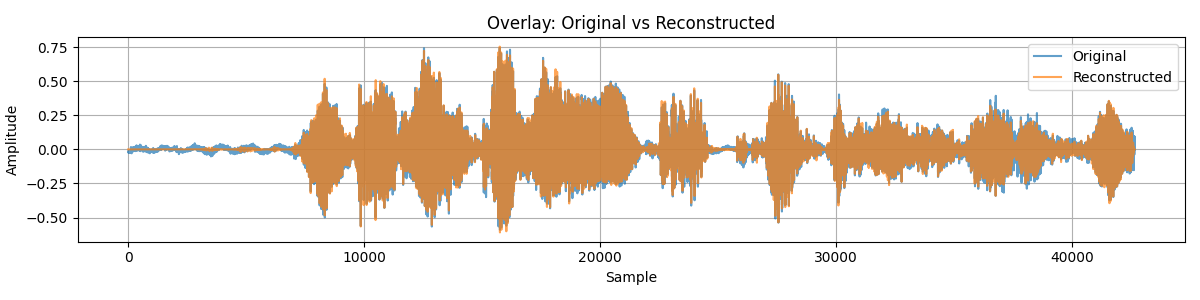 Overlay: Original vs Reconstructed
Original
Reconstructed
Amplitude
0.75
0.50
0.25
0.00
−0.25
−0.50
0 10000 20000 30000 40000
Sample